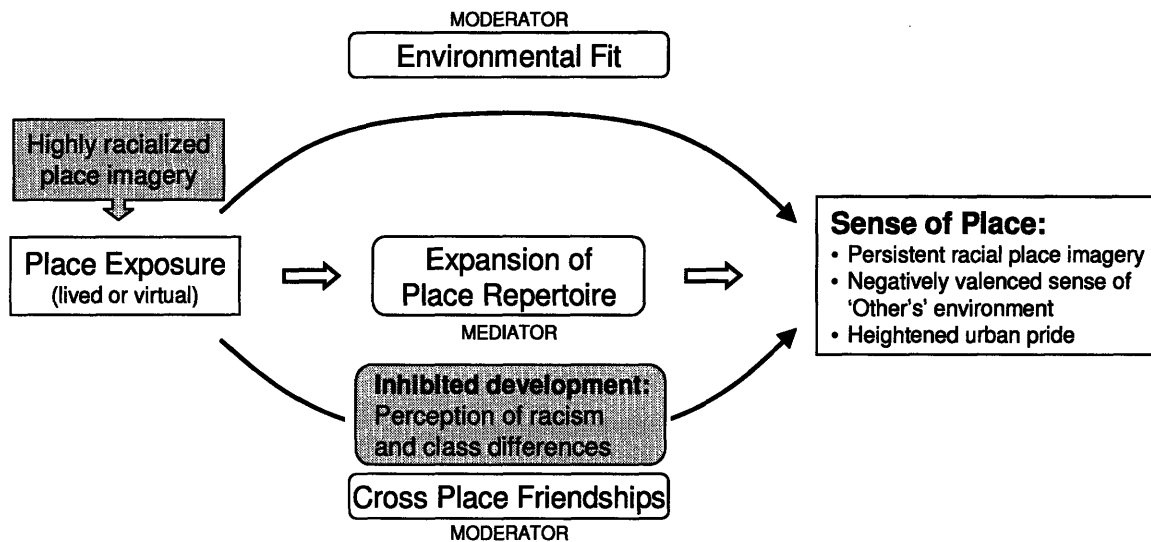 MODERATOR
Environmental Fit
Highly racialized
place imagery
Place Exposure
(lived or virtual)
Expansion of
Place Repertoire
MEDIATOR
Inhibited development:
Perception of racism
and class differences
Cross Place Friendships
MODERATOR
Sense of Place:
• Persistent racial place imagery
• Negatively valenced sense of
'Other's' environment
• Heightened urban pride